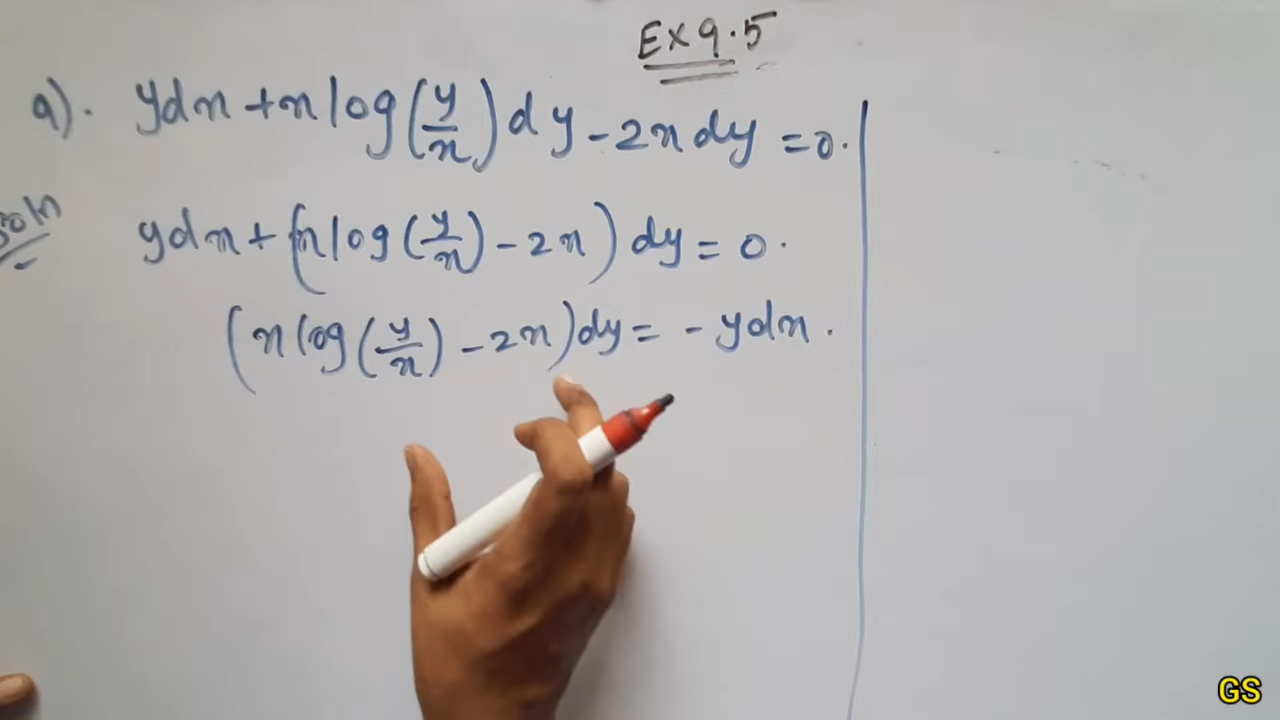 Ex 9.5
9). ydx + x log(y/x) dy - 2x dy = 0.
Soln
ydx + (x log(y/x) - 2x) dy = 0.
(x log(y/x) - 2x) dy = - ydx.
GS